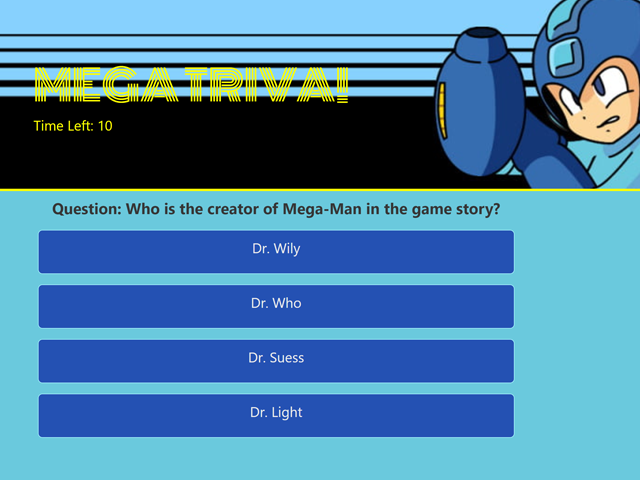 MEGA TRIVA!
Time Left: 10
Question: Who is the creator of Mega-Man in the game story?
Dr. Wily
Dr. Who
Dr. Suess
Dr. Light